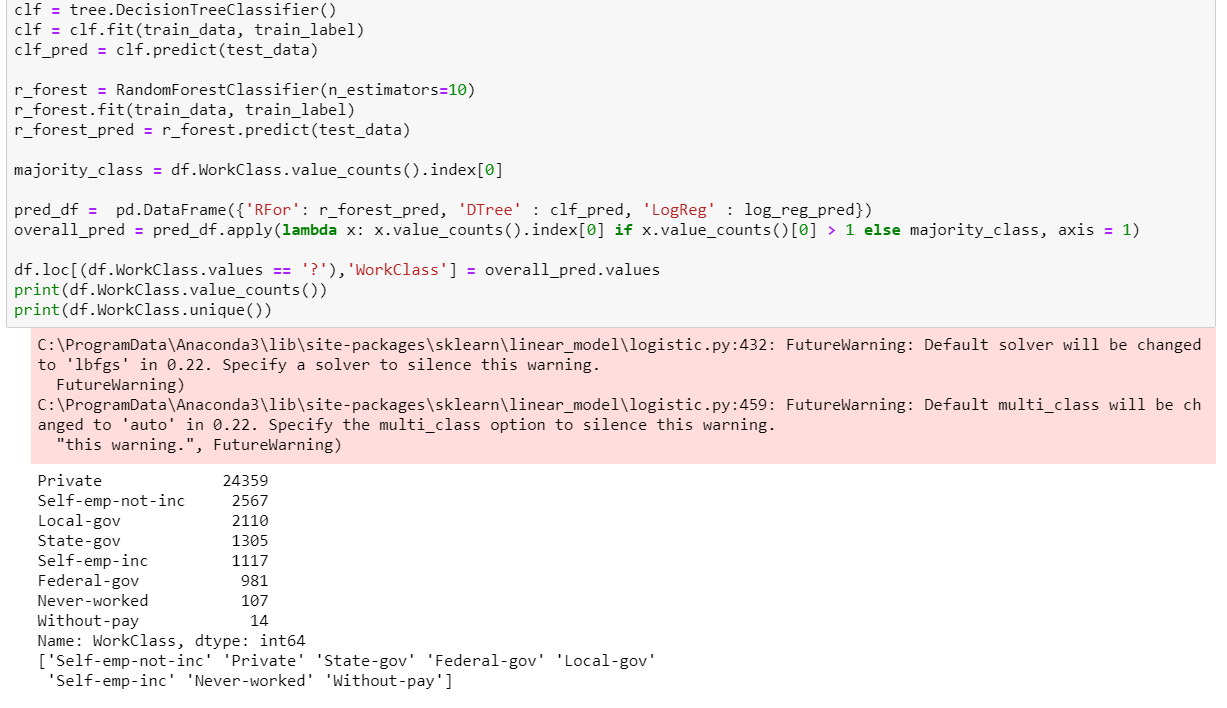 clf = tree.DecisionTreeClassifier()
clf = clf.fit(train_data, train_label)
clf_pred = clf.predict(test_data)
r_forest = RandomForestClassifier(n_estimators=10)
r_forest.fit(train_data, train_label)
r_forest_pred = r_forest.predict(test_data)
majority_class = df.WorkClass.value_counts().index[0]
pred_df =  pd.DataFrame({'RFor': r_forest_pred, 'DTree' : clf_pred, 'LogReg' : log_reg_pred})
overall_pred = pred_df.apply(lambda x: x.value_counts().index[0] if x.value_counts()[0] > 1 else majority_class, axis = 1)
df.loc[(df.WorkClass.values == '?'),'WorkClass'] = overall_pred.values
print(df.WorkClass.value_counts())
print(df.WorkClass.unique())
C:\ProgramData\Anaconda3\lib\site-packages\sklearn\linear_model\logistic.py:432: FutureWarning: Default solver will be changed
to 'lbfgs' in 0.22. Specify a solver to silence this warning.
  FutureWarning)
C:\ProgramData\Anaconda3\lib\site-packages\sklearn\linear_model\logistic.py:459: FutureWarning: Default multi_class will be ch
anged to 'auto' in 0.22. Specify the multi_class option to silence this warning.
  "this warning.", FutureWarning)
Private             24359
Self-emp-not-inc     2567
Local-gov            2110
State-gov            1305
Self-emp-inc         1117
Federal-gov           981
Never-worked          107
Without-pay            14
Name: WorkClass, dtype: int64
['Self-emp-not-inc' 'Private' 'State-gov' 'Federal-gov' 'Local-gov'
 'Self-emp-inc' 'Never-worked' 'Without-pay']